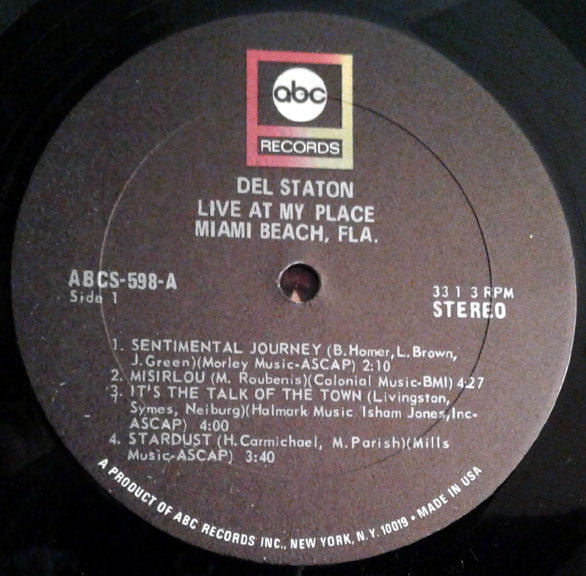 abc
RECORDS
DEL STATON
LIVE AT MY PLACE
MIAMI BEACH, FLA.
ABCS-598-A
Side 1
33 1 3 RPM
STEREO
1. SENTIMENTAL JOURNEY (B. Homer, L. Brown,
J. Green)(Morley Music-ASCAP) 2:10
2. MISIRLOU (M. Roubenis)(Colonial Music-BMI) 4:27
3. IT'S THE TALK OF THE TOWN (Livingston,
Symes, Neiburg)(Halmark Music Isham Jones, Inc-
ASCAP) 4:00
4. STARDUST (H. Carmichael, M. Parish)(Mills
Music-ASCAP) 3:40
A PRODUCT OF ABC RECORDS INC., NEW YORK, N.Y. 10019 • MADE IN USA